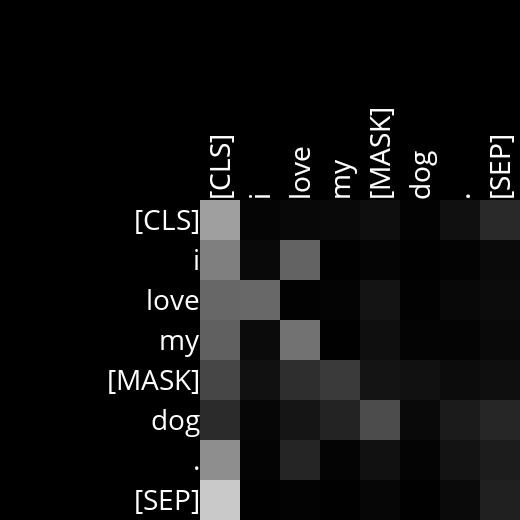 [CLS] i love my [MASK] dog . [SEP]
[CLS]
i
love
my
[MASK]
dog
.
[SEP]